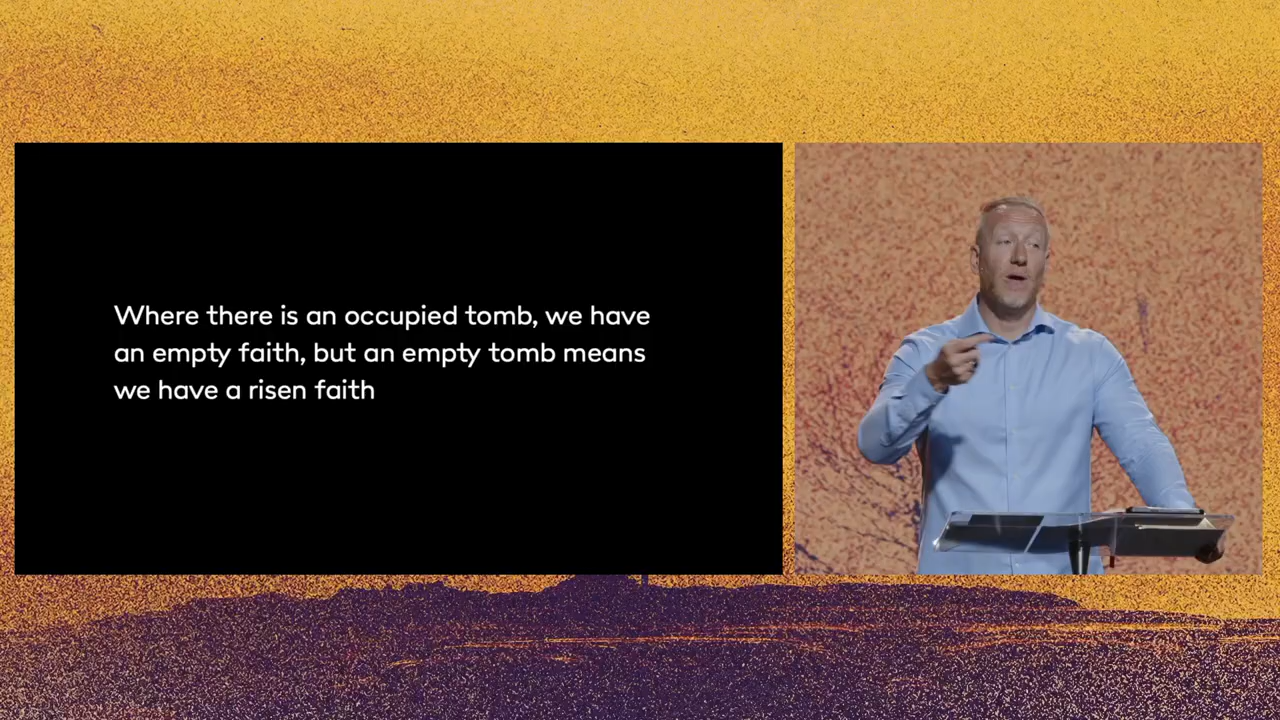 Where there is an occupied tomb, we have
an empty faith, but an empty tomb means
we have a risen faith